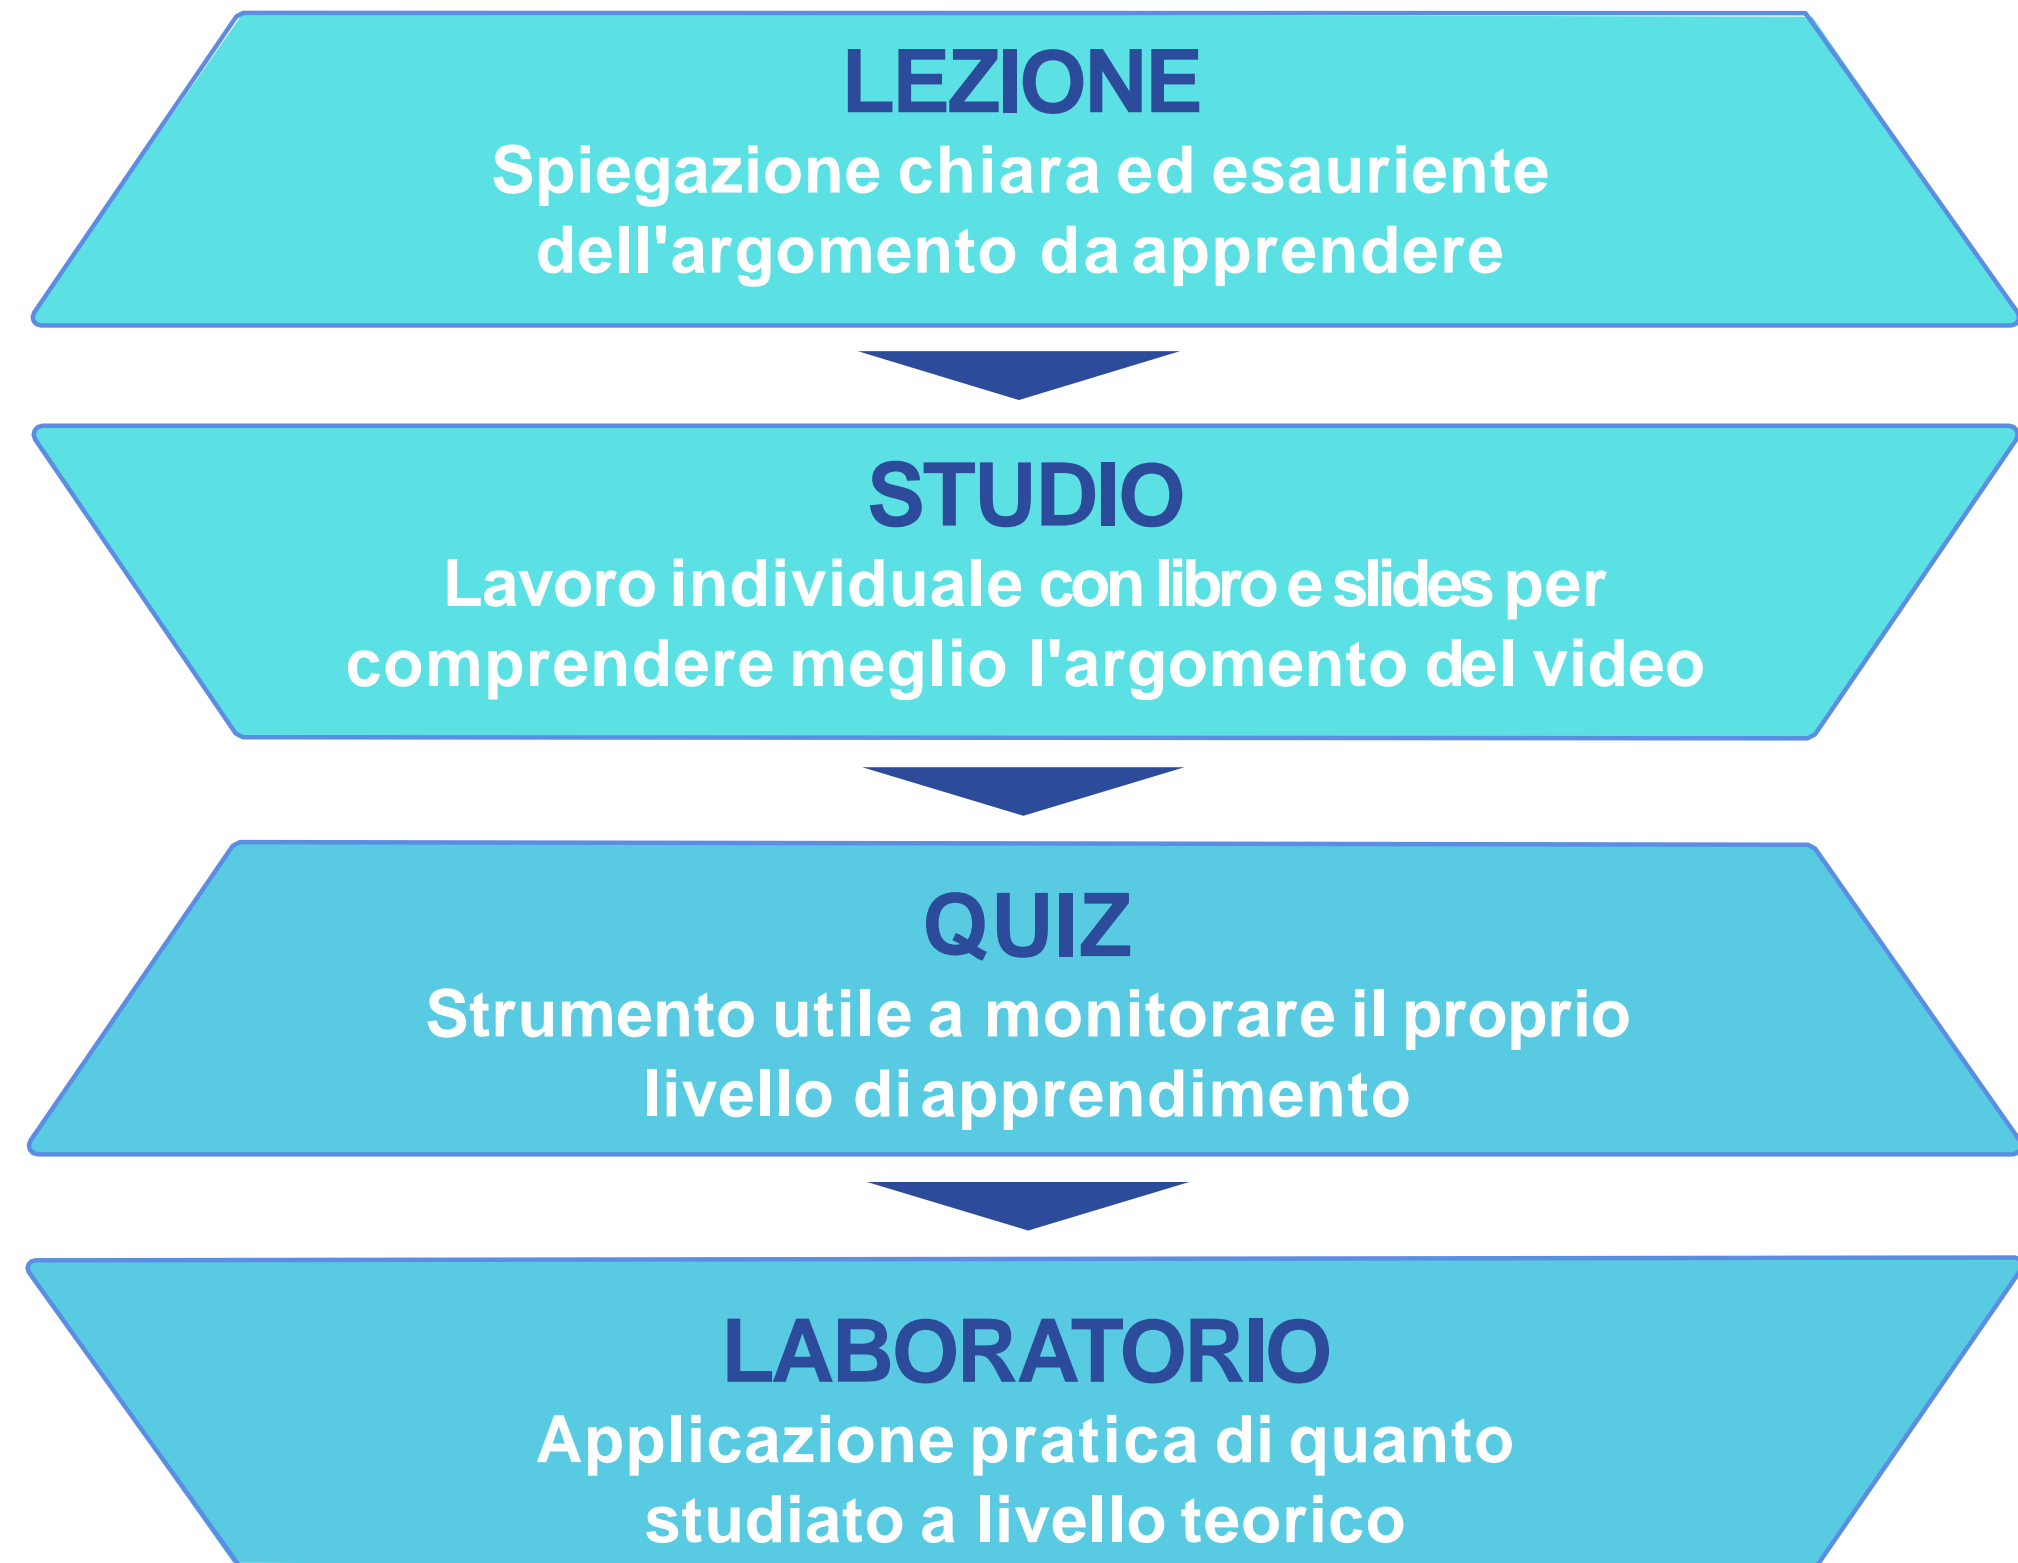 LEZIONE
Spiegazione chiara ed esauriente
dell'argomento da apprendere
STUDIO
Lavoro individuale con libro e slides per
comprendere meglio l'argomento del video
QUIZ
Strumento utile a monitorare il proprio
livello di apprendimento
LABORATORIO
Applicazione pratica di quanto
studiato a livello teorico